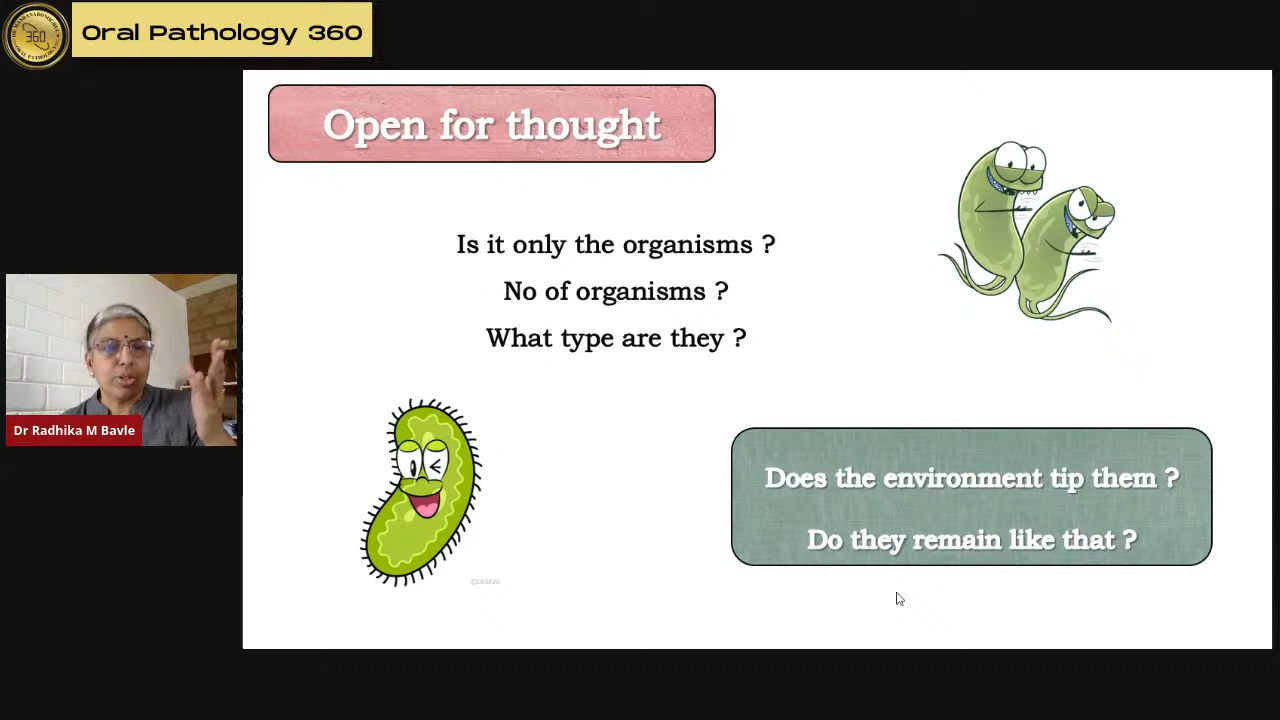 360
Oral Pathology 360
Open for thought
Is it only the organisms ?
No of organisms ?
What type are they ?
Dr Radhika M Bavle
Does the environment tip them ?
Do they remain like that ?